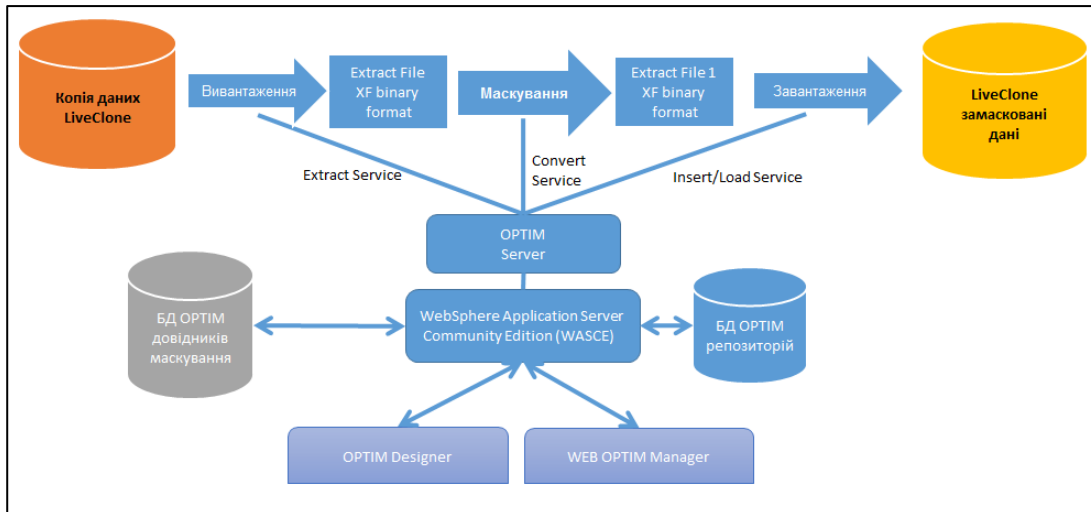 Копія даних
LiveClone
Вивантаження
Extract File
XF binary
format
Маскування
Extract File 1
XF binary
format
Завантаження
LiveClone
замасковані
дані
Extract Service
Convert
Service
Insert/Load Service
OPTIM
Server
БД OPTIM
довідників
маскування
WebSphere Application Server
Community Edition (WASCE)
БД OPTIM
репозиторій
OPTIM Designer
WEB OPTIM Manager